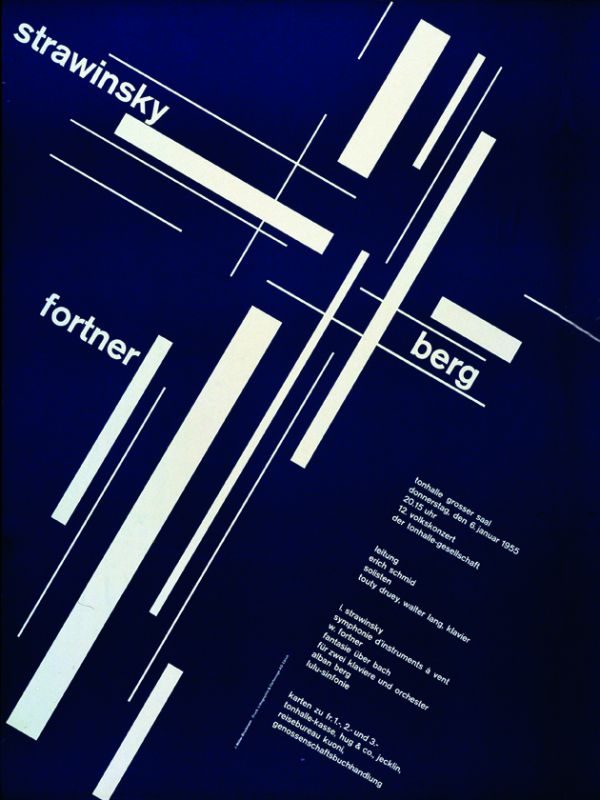 strawinsky
fortner
berg
tonhalle grosser saal
donnerstag, den 6. januar 1955
20.15 uhr
12. volkskonzert
der tonhalle-gesellschaft
leitung
erich schmid
solisten
touty druey, walter lang, klavier
i. strawinsky
symphonie d'instruments à vent
w. fortner
fantasie über bach
für zwei klaviere und orchester
alban berg
lulu-sinfonie
karten zu fr. 1.-, 2.- und 3.-
tonhalle-kasse, hug & co., jecklin,
reisebureau kuoni,
genossenschaftsbuchhandlung